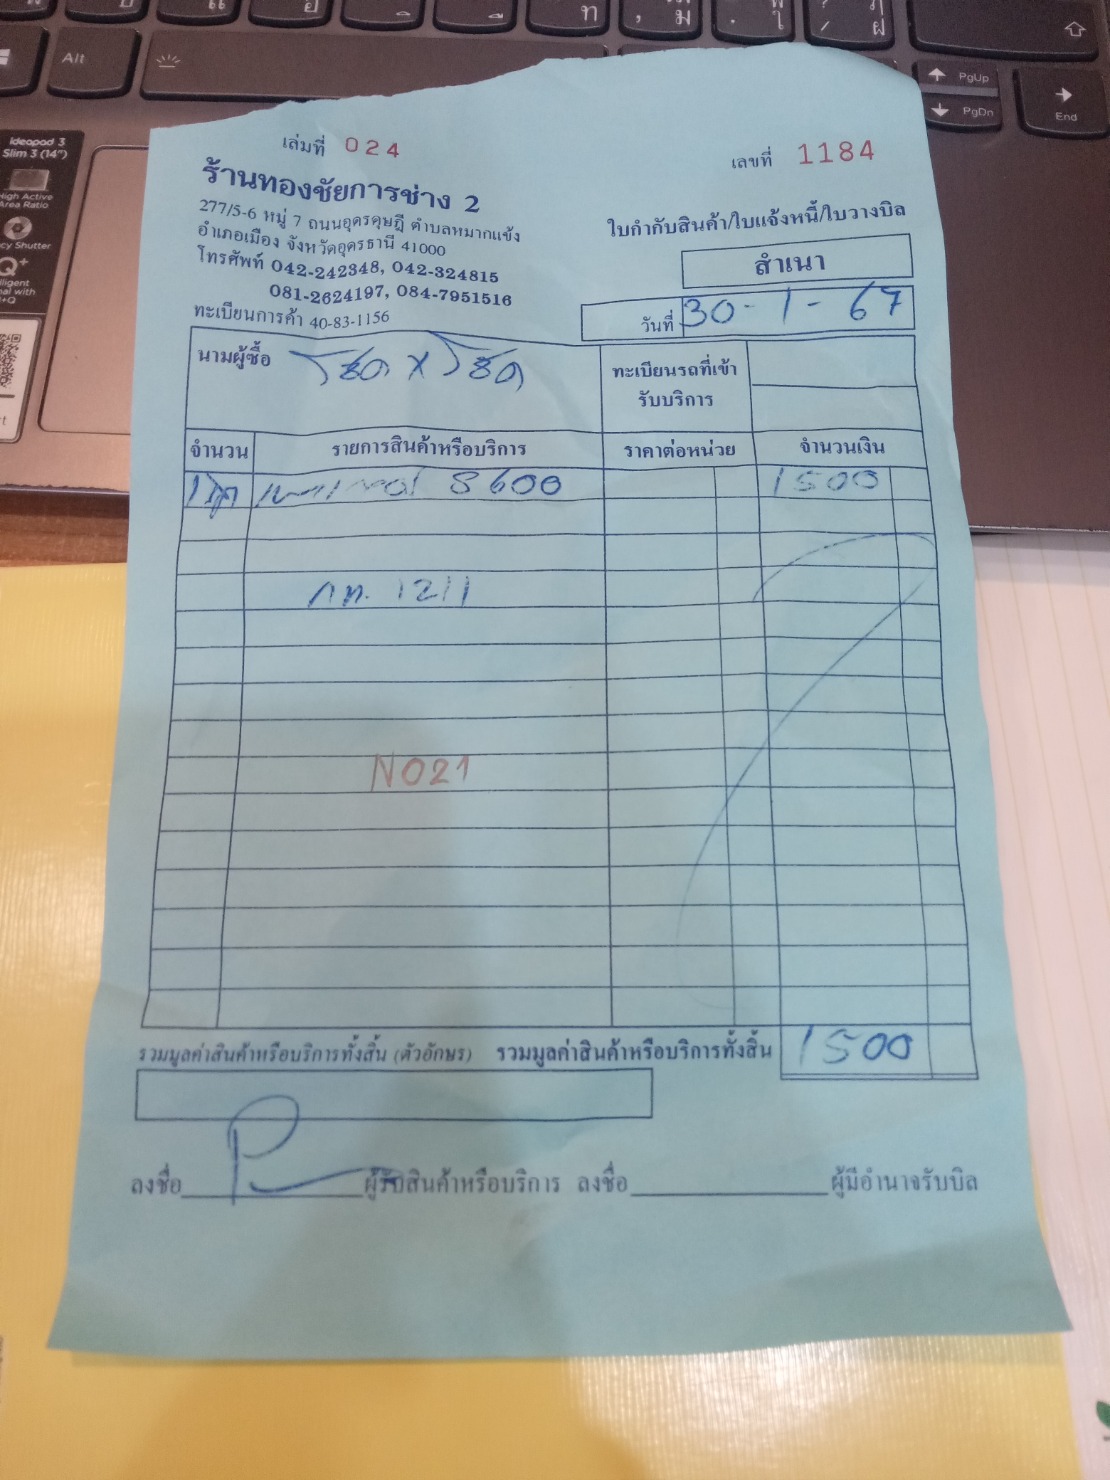 Alt
PgUp
PgDn
End
Ideapad 3
Slim 3 (14")
เล่มที่ 024
เลขที่ 1184
ร้านทองชัยการช่าง 2
277/5-6 หมู่ 7 ถนนอุดรดุษฎี ตำบลหมากแข้ง
อำเภอเมือง จังหวัดอุดรธานี 41000
โทรศัพท์ 042-242348, 042-324815
081-2624197, 084-7951516
ทะเบียนการค้า 40-83-1156
ใบกำกับสินค้า/ใบแจ้งหนี้/ใบวางบิล
สำเนา
วันที่ 30-1-67
นามผู้ซื้อ
ทะเบียนรถที่เข้า
รับบริการ
จำนวน รายการสินค้าหรือบริการ ราคาต่อหน่วย จำนวนเงิน
8600 1500
กท. 1211
NO21
รวมมูลค่าสินค้าหรือบริการทั้งสิ้น (ตัวอักษร) รวมมูลค่าสินค้าหรือบริการทั้งสิ้น 1500
ลงชื่อ ผู้รับสินค้าหรือบริการ ลงชื่อ ผู้มีอำนาจรับบิล